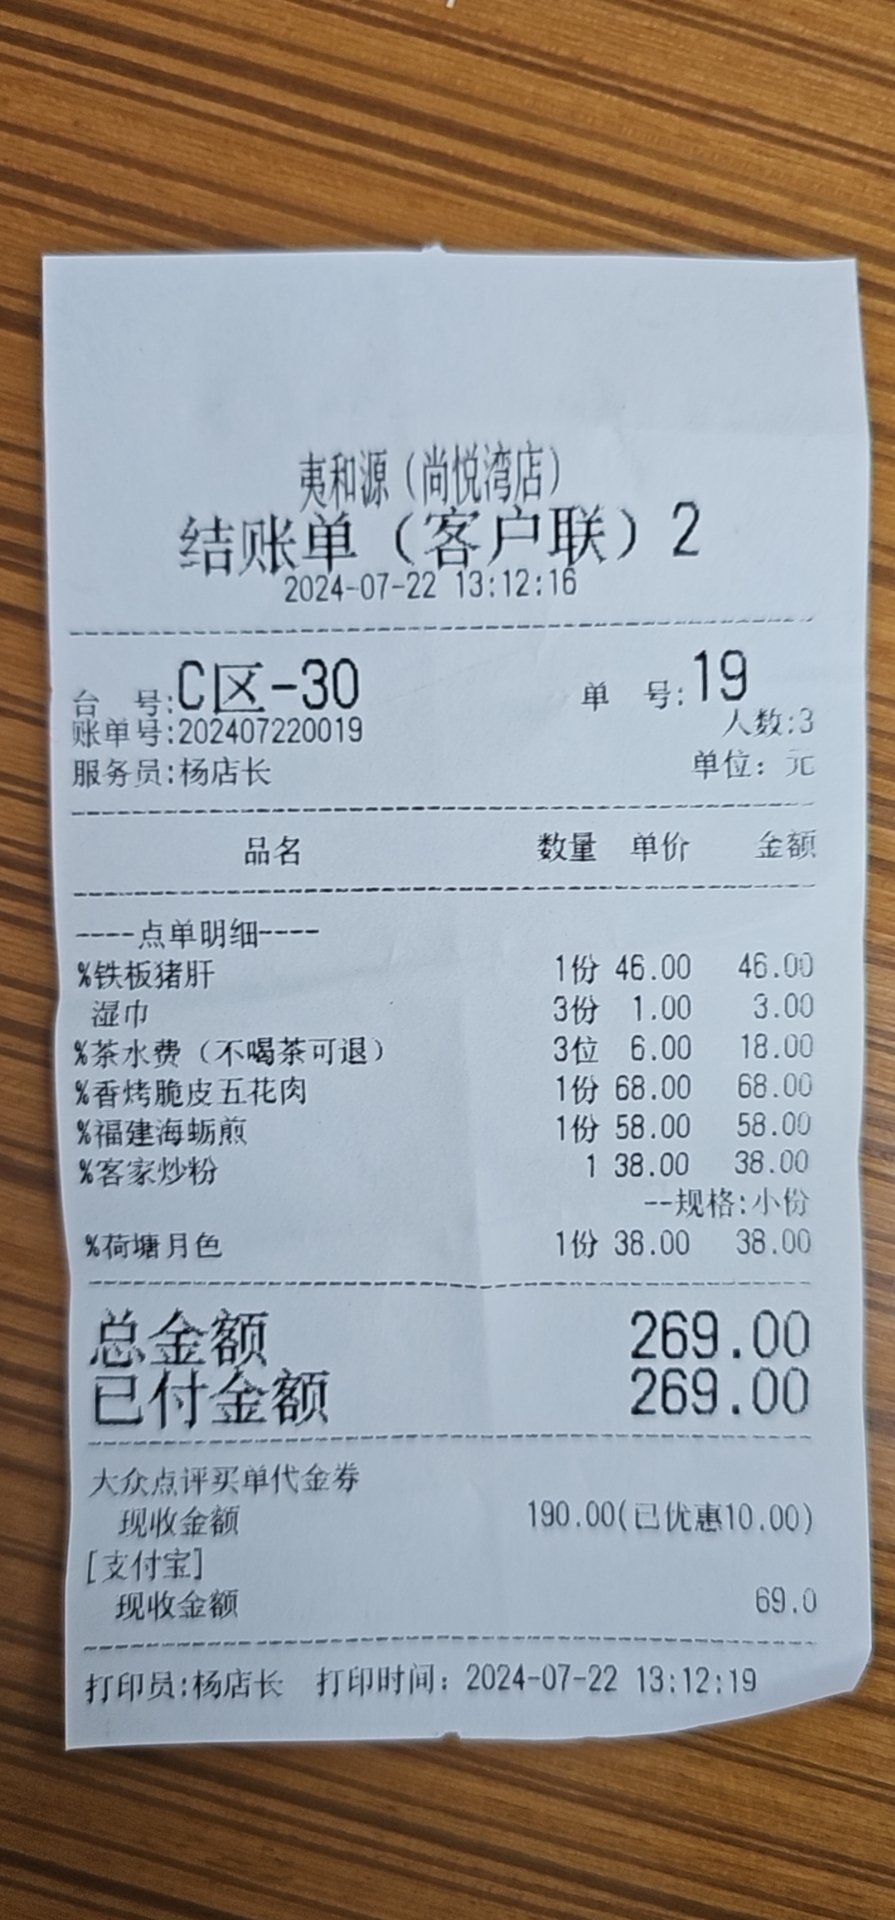 夷和源（尚悦湾店）
结账单（客户联）2
2024-07-22 13:12:16
台 号:C区-30 单 号:19
人数:3
账单号:202407220019
服务员:杨店长 单位：元
品名 数量 单价 金额
----点单明细----
%铁板猪肝 1份 46.00 46.00
湿巾 3份 1.00 3.00
%茶水费（不喝茶可退） 3位 6.00 18.00
%香烤脆皮五花肉 1份 68.00 68.00
%福建海蛎煎 1份 58.00 58.00
%客家炒粉 1 38.00 38.00
--规格:小份
%荷塘月色 1份 38.00 38.00
总金额 269.00
已付金额 269.00
大众点评买单代金券
现收金额 190.00(已优惠10.00)
[支付宝]
现收金额 69.0
打印员:杨店长 打印时间：2024-07-22 13:12:19